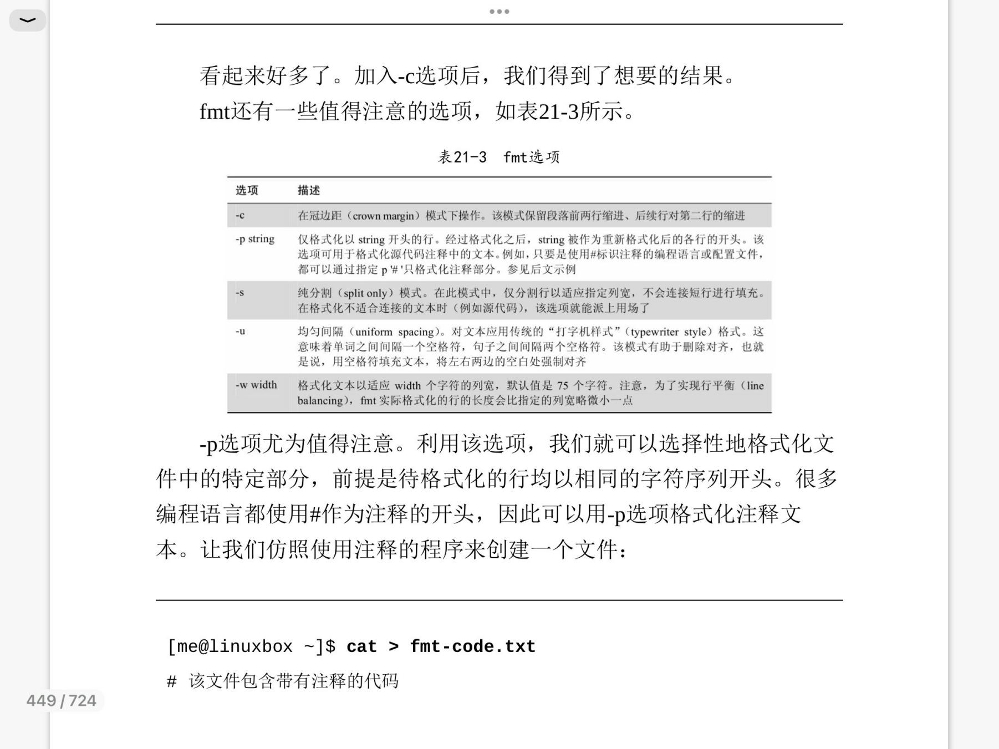 看起来好多了。加入-c选项后，我们得到了想要的结果。
fmt还有一些值得注意的选项，如表21-3所示。
表21-3 fmt选项
选项 描述
-c 在冠边距（crown margin）模式下操作。该模式保留段落前两行缩进、后续行对第二行的缩进
-p string 仅格式化以 string 开头的行。经过格式化之后，string 被作为重新格式化后的各行的开头。该
选项可用于格式化源代码注释中的文本。例如，只要是使用#标识注释的编程语言或配置文件，
都可以通过指定 p '# '只格式化注释部分。参见后文示例
-s 纯分割（split only）模式。在此模式中，仅分割行以适应指定列宽，不会连接短行进行填充。
在格式化不适合连接的文本时（例如源代码），该选项就能派上用场了
-u 均匀间隔（uniform spacing）。对文本应用传统的“打字机样式”（typewriter style）格式。这
意味着单词之间间隔一个空格符，句子之间间隔两个空格符。该模式有助于删除对齐，也就
是说，用空格符填充文本，将左右两边的空白处强制对齐
-w width 格式化文本以适应 width 个字符的列宽，默认值是 75 个字符。注意，为了实现行平衡（line
balancing），fmt 实际格式化的行的长度会比指定的列宽略微小一点
-p选项尤为值得注意。利用该选项，我们就可以选择性地格式化文
件中的特定部分，前提是待格式化的行均以相同的字符序列开头。很多
编程语言都使用#作为注释的开头，因此可以用-p选项格式化注释文
本。让我们仿照使用注释的程序来创建一个文件：
[me@linuxbox ~]$ cat > fmt-code.txt
# 该文件包含带有注释的代码
449/724